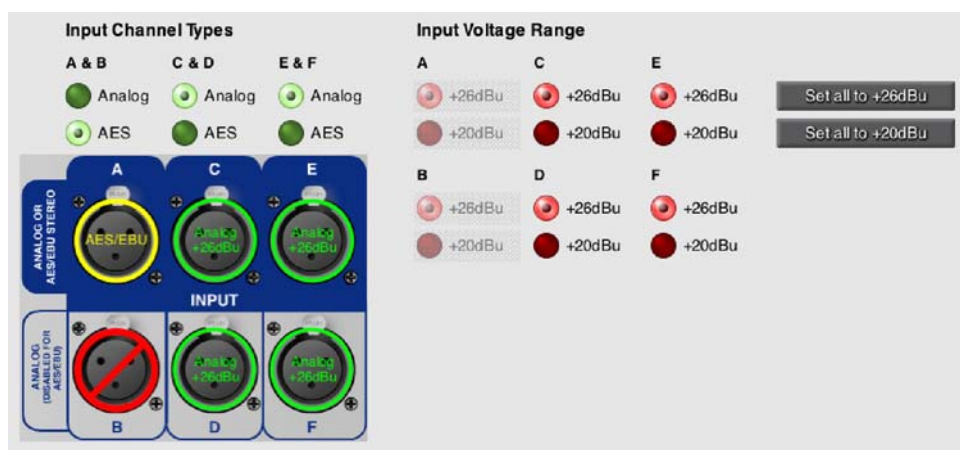 Input Channel Types
A & B
C & D
E & F
Analog
Analog
Analog
AES
AES
AES
Input Voltage Range
A
C
E
+26dBu
+26dBu
+26dBu
Set all to +26dBu
+20dBu
+20dBu
+20dBu
Set all to +20dBu
B
D
F
+26dBu
+26dBu
+26dBu
+20dBu
+20dBu
+20dBu
ANALOG OR
AES/EBU STEREO
A
C
E
AES/EBU
Analog
+26dBu
Analog
+26dBu
INPUT
ANALOG
(DISABLED FOR
AES/EBU)
Analog
+26dBu
Analog
+26dBu
B
D
F